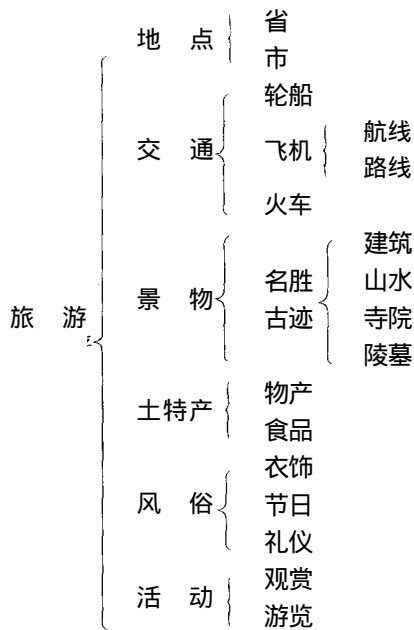 地 点
省
市
交 通
轮船
飞机
航线
路线
火车
旅 游
景 物
名胜
古迹
建筑
山水
寺院
陵墓
土特产
物产
食品
风 俗
衣饰
节日
礼仪
活 动
观赏
游览